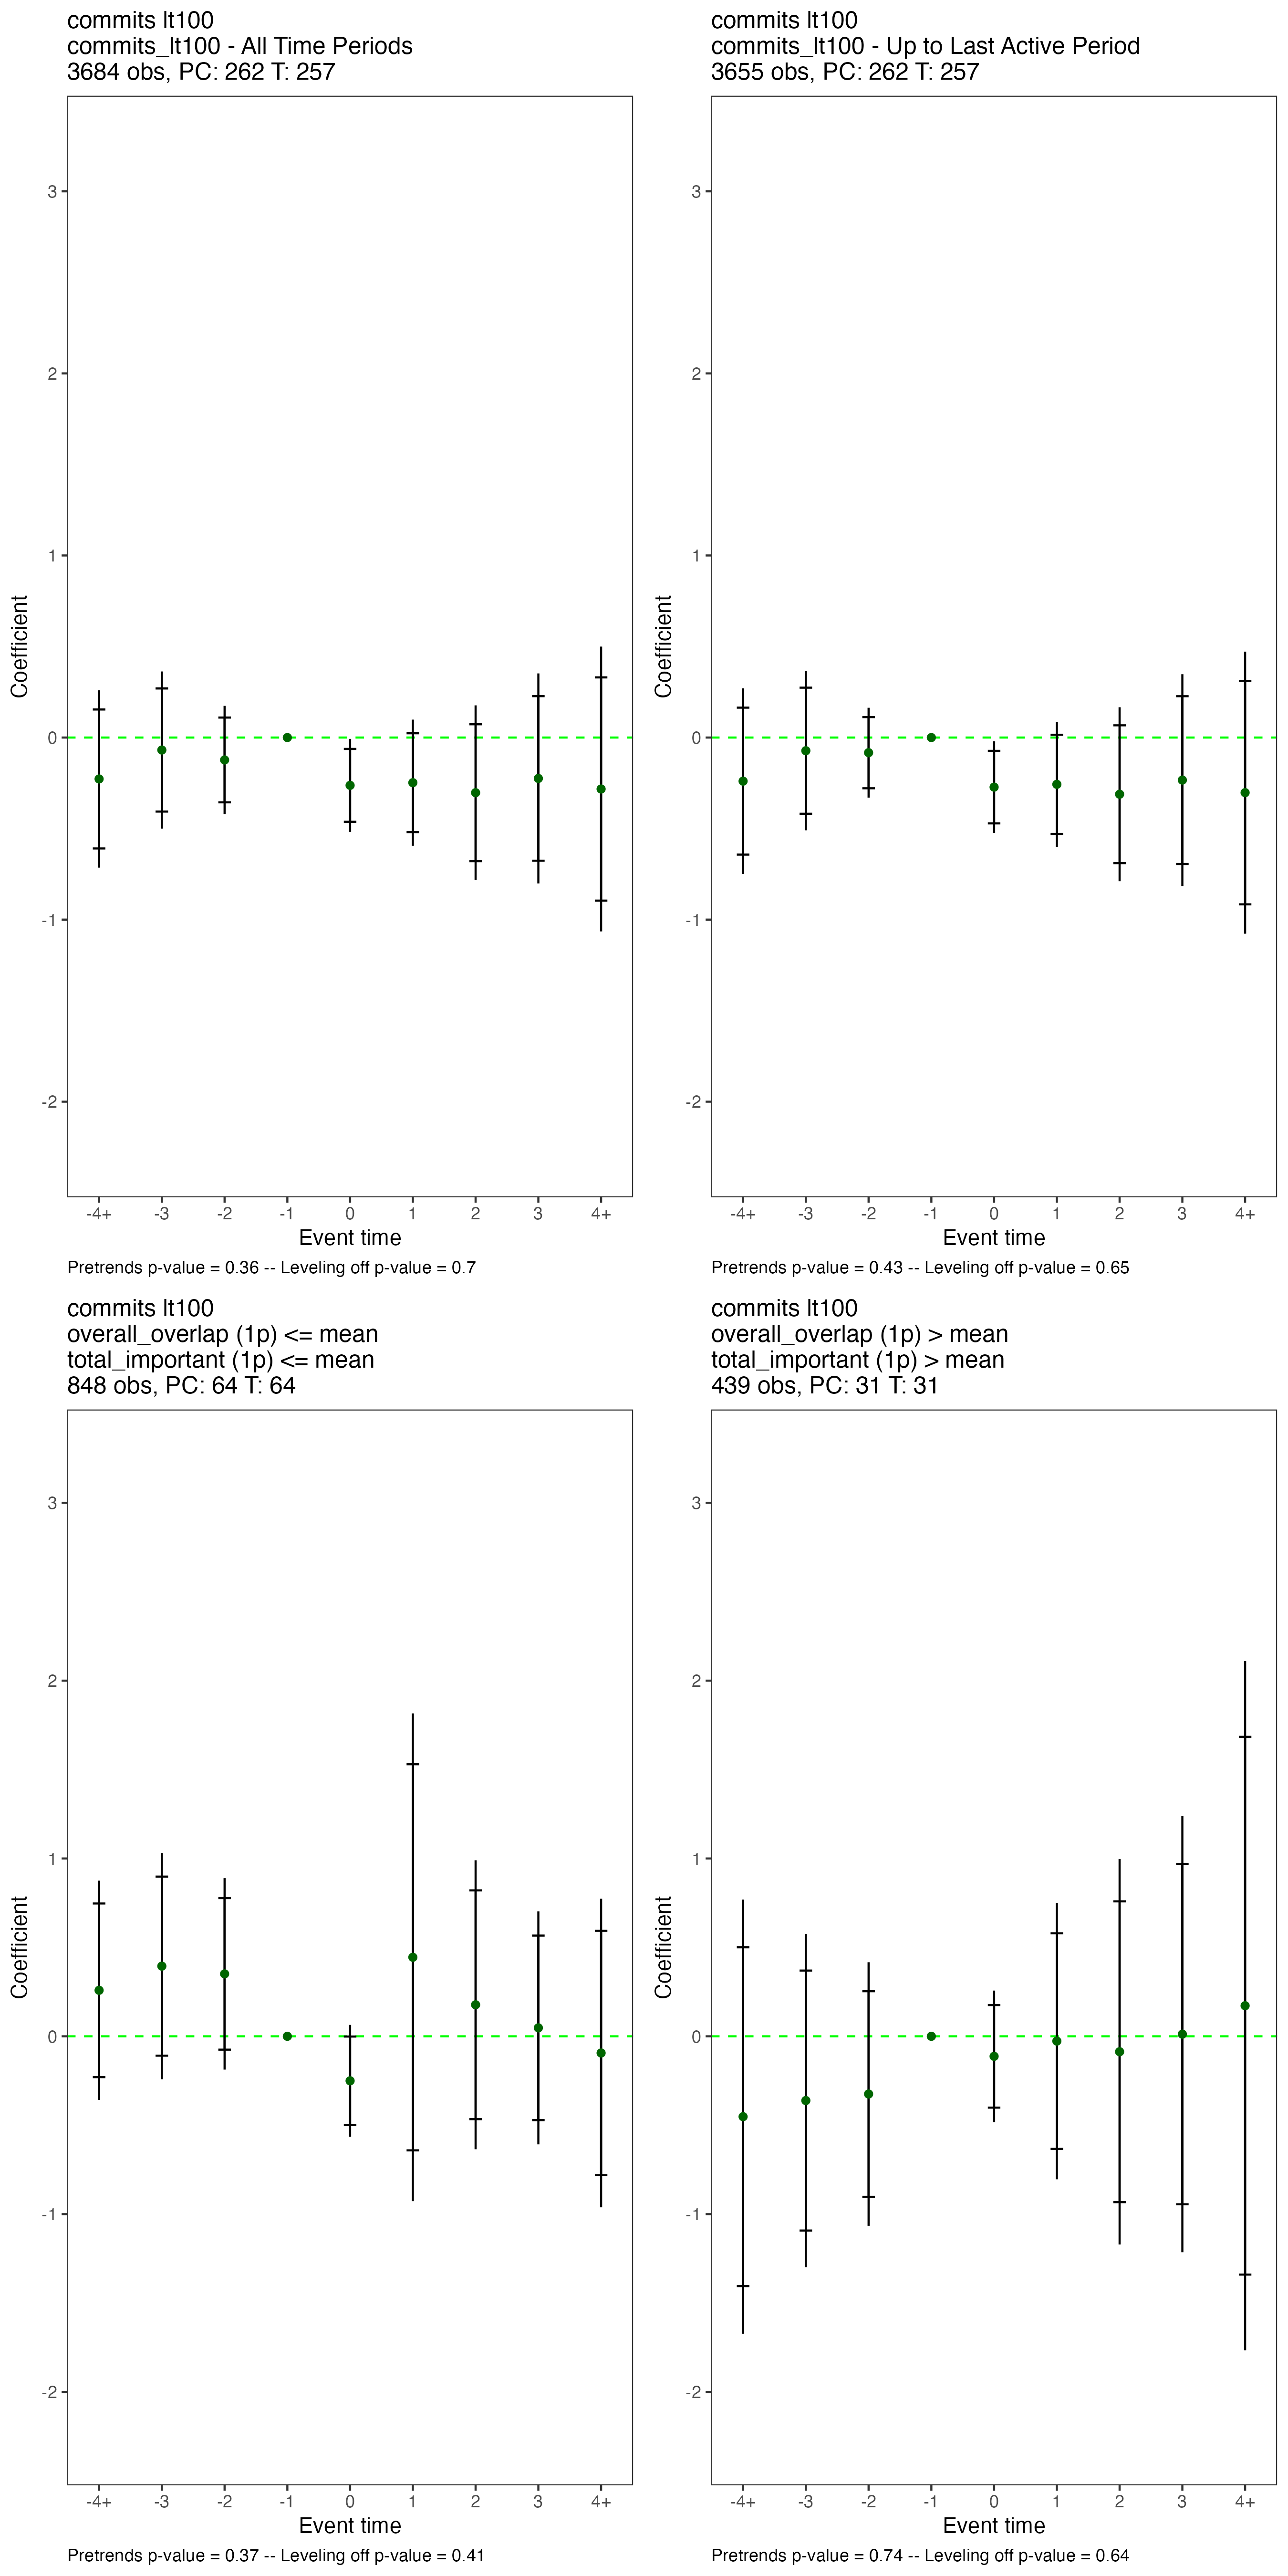 commits lt100
commits_lt100 - All Time Periods
3684 obs, PC: 262 T: 257
3
2
1
0
-1
-2
Coefficient
-4+ -3 -2 -1 0 1 2 3 4+
Event time
Pretrends p-value = 0.36 -- Leveling off p-value = 0.7
commits lt100
commits_lt100 - Up to Last Active Period
3655 obs, PC: 262 T: 257
3
2
1
0
-1
-2
Coefficient
-4+ -3 -2 -1 0 1 2 3 4+
Event time
Pretrends p-value = 0.43 -- Leveling off p-value = 0.65
commits lt100
overall_overlap (1p) <= mean
total_important (1p) <= mean
848 obs, PC: 64 T: 64
3
2
1
0
-1
-2
Coefficient
-4+ -3 -2 -1 0 1 2 3 4+
Event time
Pretrends p-value = 0.37 -- Leveling off p-value = 0.41
commits lt100
overall_overlap (1p) > mean
total_important (1p) > mean
439 obs, PC: 31 T: 31
3
2
1
0
-1
-2
Coefficient
-4+ -3 -2 -1 0 1 2 3 4+
Event time
Pretrends p-value = 0.74 -- Leveling off p-value = 0.64